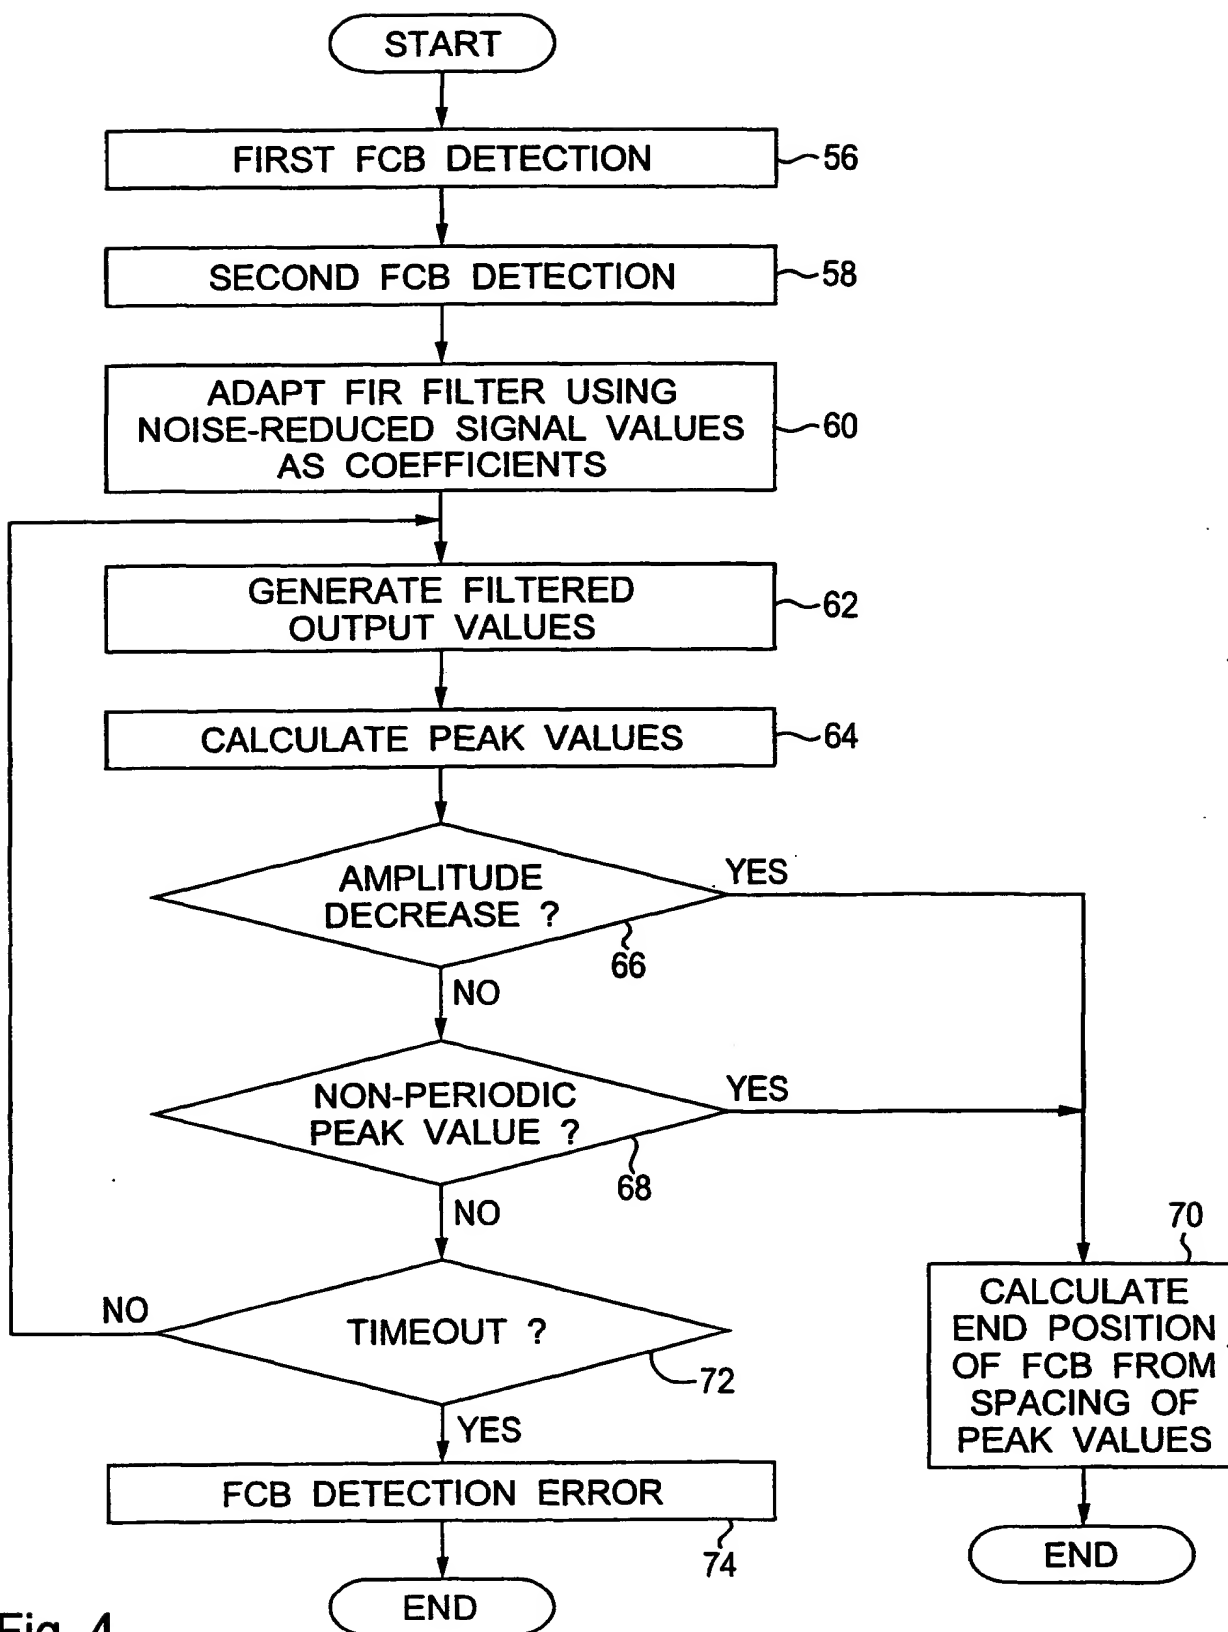 START
FIRST FCB DETECTION
56
SECOND FCB DETECTION
58
ADAPT FIR FILTER USING
NOISE-REDUCED SIGNAL VALUES
AS COEFFICIENTS
60
GENERATE FILTERED
OUTPUT VALUES
62
CALCULATE PEAK VALUES
64
AMPLITUDE
DECREASE ?
YES
66
NO
NON-PERIODIC
PEAK VALUE ?
YES
68
NO
TIMEOUT ?
NO
72
YES
FCB DETECTION ERROR
74
END
70
CALCULATE
END POSITION
OF FCB FROM
SPACING OF
PEAK VALUES
END
Fig. 4